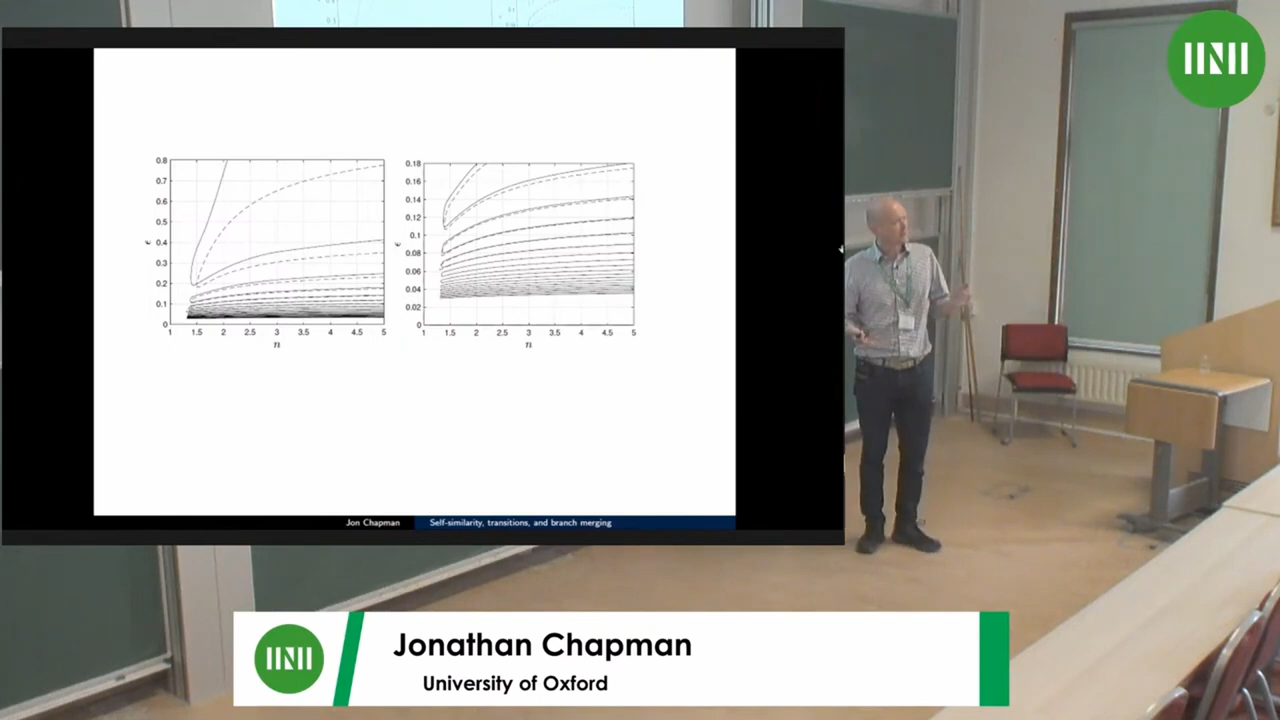 0.8
0.7
0.6
0.5
0.4
0.3
0.2
0.1
0
ϵ
1 1.5 2 2.5 3 3.5 4 4.5 5
n
0.18
0.16
0.14
0.12
0.1
0.08
0.06
0.04
0.02
0
ϵ
1 1.5 2 2.5 3 3.5 4 4.5 5
n
Jon Chapman Self-similarity, transitions, and branch merging
Jonathan Chapman
University of Oxford